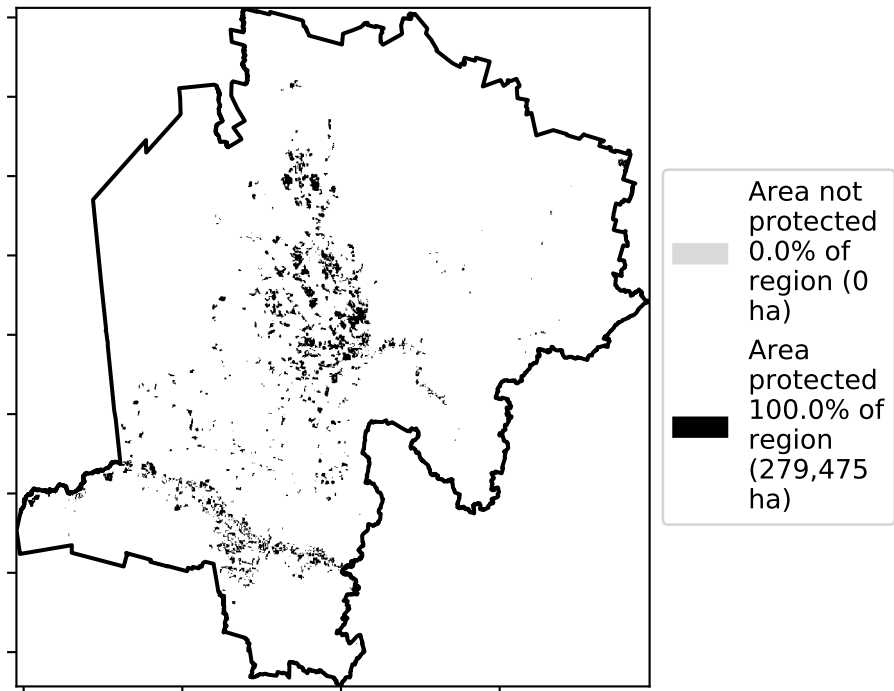 Area not
protected
0.0% of
region (0
ha)
Area
protected
100.0% of
region
(279,475
ha)